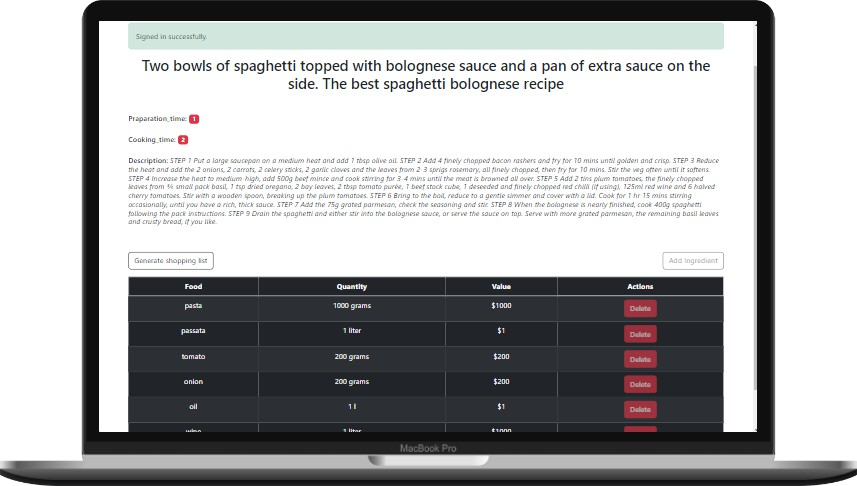 Signed in successfully.
Two bowls of spaghetti topped with bolognese sauce and a pan of extra sauce on the
side. The best spaghetti bolognese recipe
Praparation_time: 1
Cooking_time: 2
Description: STEP 1 Put a large saucepan on a medium heat and add 1 tbsp olive oil. STEP 2 Add 4 finely chopped bacon rashers and fry for 10 mins until golden and crisp. STEP 3 Reduce
the heat and add the 2 onions, 2 carrots, 2 celery sticks, 2 garlic cloves and the leaves from 2-3 sprigs rosemary, all finely chopped, then fry for 10 mins. Stir the veg often until it softens.
STEP 4 Increase the heat to medium-high, add 500g beef mince and cook stirring for 3-4 mins until the meat is browned all over. STEP 5 Add 2 tins plum tomatoes, the finely chopped
leaves from ¾ small pack basil, 1 tsp dried oregano, 2 bay leaves, 2 tbsp tomato purée, 1 beef stock cube, 1 deseeded and finely chopped red chilli (if using), 125ml red wine and 6 halved
cherry tomatoes. Stir with a wooden spoon, breaking up the plum tomatoes. STEP 6 Bring to the boil, reduce to a gentle simmer and cover with a lid. Cook for 1 hr 15 mins stirring
occasionally, until you have a rich, thick sauce. STEP 7 Add the 75g grated parmesan, check the seasoning and stir. STEP 8 When the bolognese is nearly finished, cook 400g spaghetti
following the pack instructions. STEP 9 Drain the spaghetti and either stir into the bolognese sauce, or serve the sauce on top. Serve with more grated parmesan, the remaining basil leaves
and crusty bread, if you like.
Generate shopping list Add Ingredient
Food Quantity Value Actions
pasta 1000 grams $1000 Delete
passata 1 liter $1 Delete
tomato 200 grams $200 Delete
onion 200 grams $200 Delete
oil 1 l $1 Delete
wine 1 liter $1000
MacBook Pro